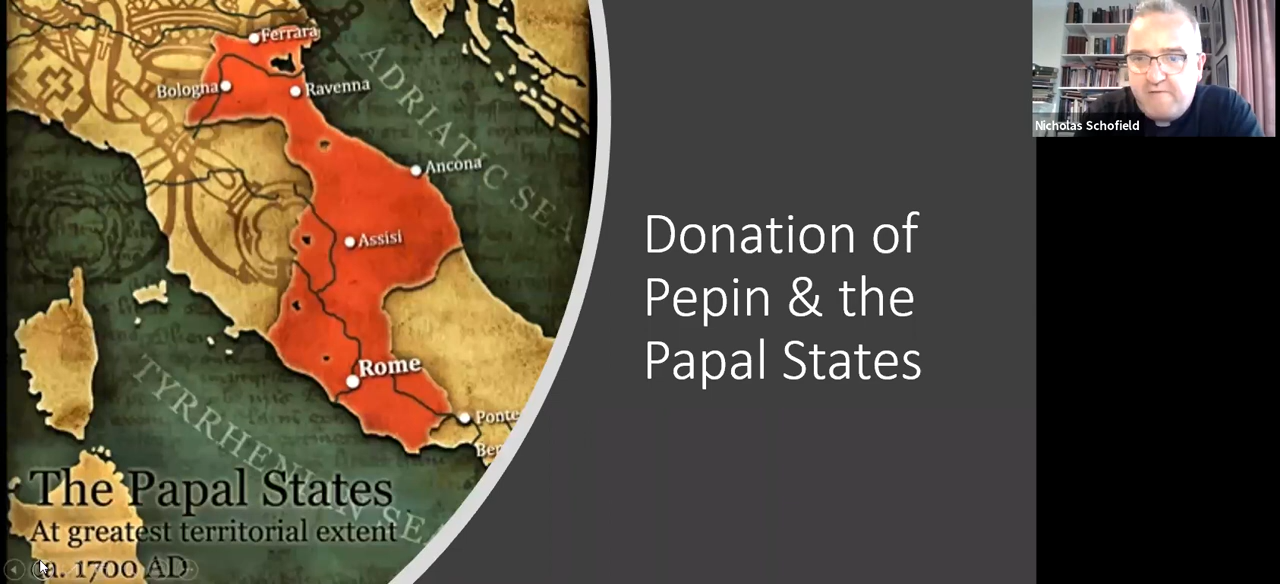 Ferrara
Bologna
Ravenna
ADRIATIC SEA
Ancona
Assisi
Rome
TYRRHENIAN SEA
The Papal States
At greatest territorial extent
ca. 1700 AD
Donation of
Pepin & the
Papal States
Nicholas Schofield